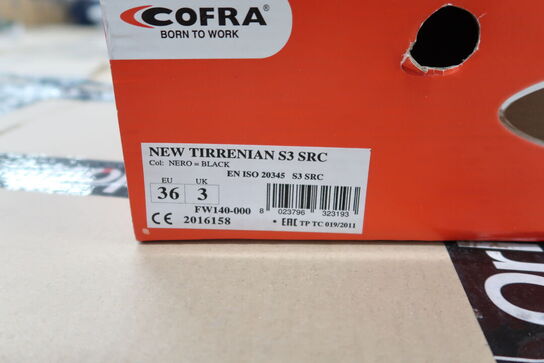 COFRA®
BORN TO WORK
NEW TIRRENIAN S3 SRC
Col: NERO = BLACK
EN ISO 20345 S3 SRC
EU UK
36 3
FW140-000
8 023796 323193
CE 2016158
* EAC TP TC 019/2011
or